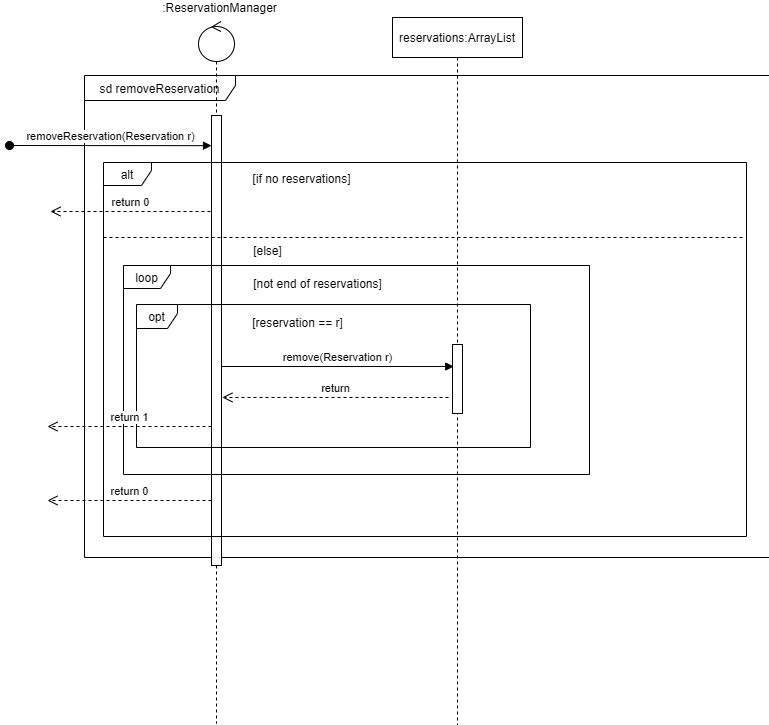 :ReservationManager
reservations:ArrayList
sd removeReservation
removeReservation(Reservation r)
alt
[if no reservations]
return 0
[else]
loop
[not end of reservations]
opt
[reservation == r]
remove(Reservation r)
return
return 1
return 0